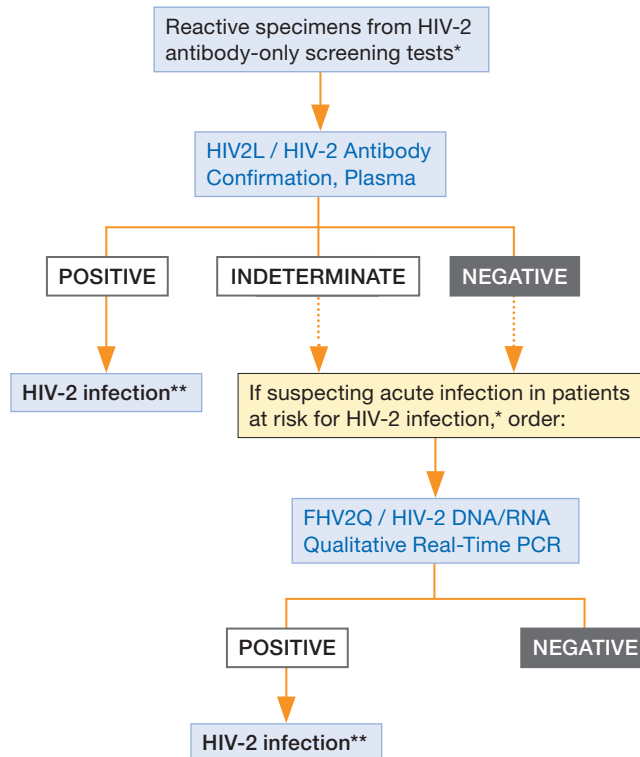 Reactive specimens from HIV-2
antibody-only screening tests*
HIV2L / HIV-2 Antibody
Confirmation, Plasma
POSITIVE
INDETERMINATE
NEGATIVE
HIV-2 infection**
If suspecting acute infection in patients
at risk for HIV-2 infection,* order:
FHV2Q / HIV-2 DNA/RNA
Qualitative Real-Time PCR
POSITIVE
NEGATIVE
HIV-2 infection**